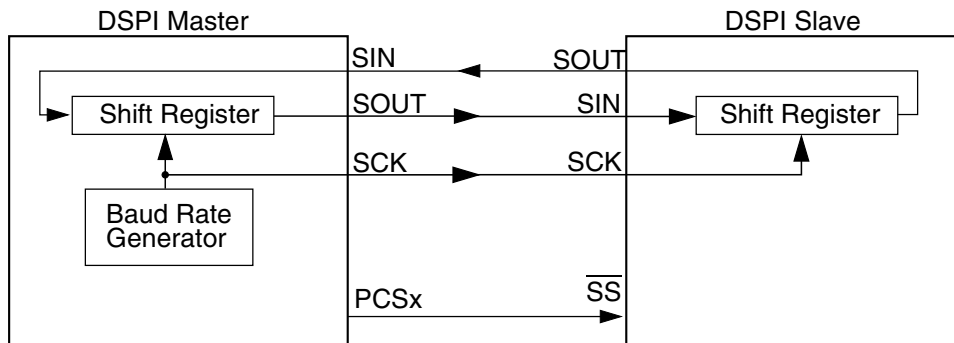 DSPI Master
DSPI Slave
SIN
SOUT
Shift Register
SOUT
SIN
Shift Register
SCK
SCK
Baud Rate
Generator
PCSx
SS